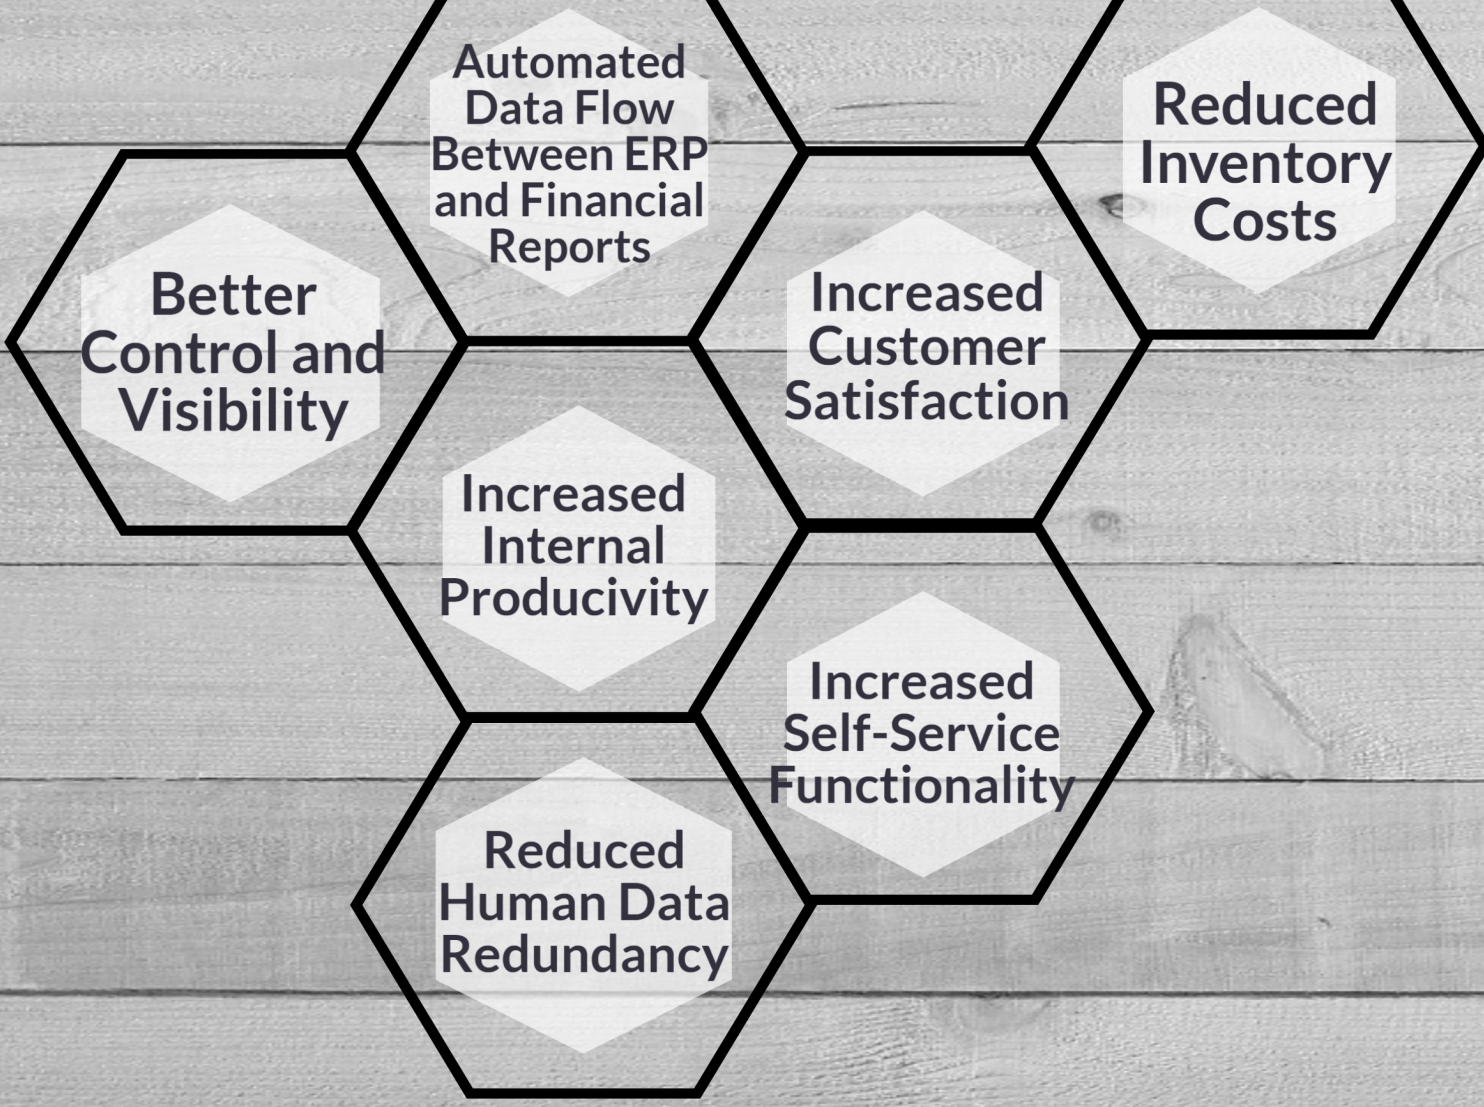 Automated
Data Flow
Between ERP
and Financial
Reports
Reduced
Inventory
Costs
Better
Control and
Visibility
Increased
Customer
Satisfaction
Increased
Internal
Producivity
Increased
Self-Service
Functionality
Reduced
Human Data
Redundancy